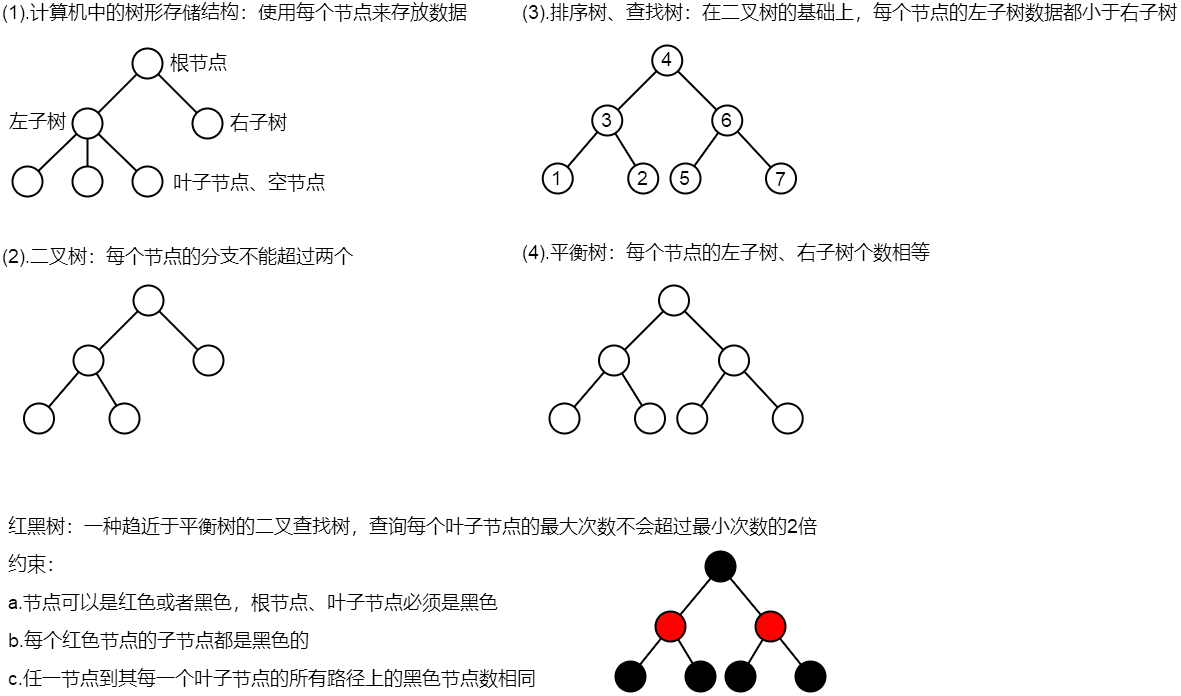 (1).计算机中的树形存储结构：使用每个节点来存放数据
根节点
左子树
右子树
叶子节点、空节点
(2).二叉树：每个节点的分支不能超过两个
(3).排序树、查找树：在二叉树的基础上，每个节点的左子树数据都小于右子树
4
3 6
1 2 5 7
(4).平衡树：每个节点的左子树、右子树个数相等
红黑树：一种趋近于平衡树的二叉查找树，查询每个叶子节点的最大次数不会超过最小次数的2倍
约束：
a.节点可以是红色或者黑色，根节点、叶子节点必须是黑色
b.每个红色节点的子节点都是黑色的
c.任一节点到其每一个叶子节点的所有路径上的黑色节点数相同